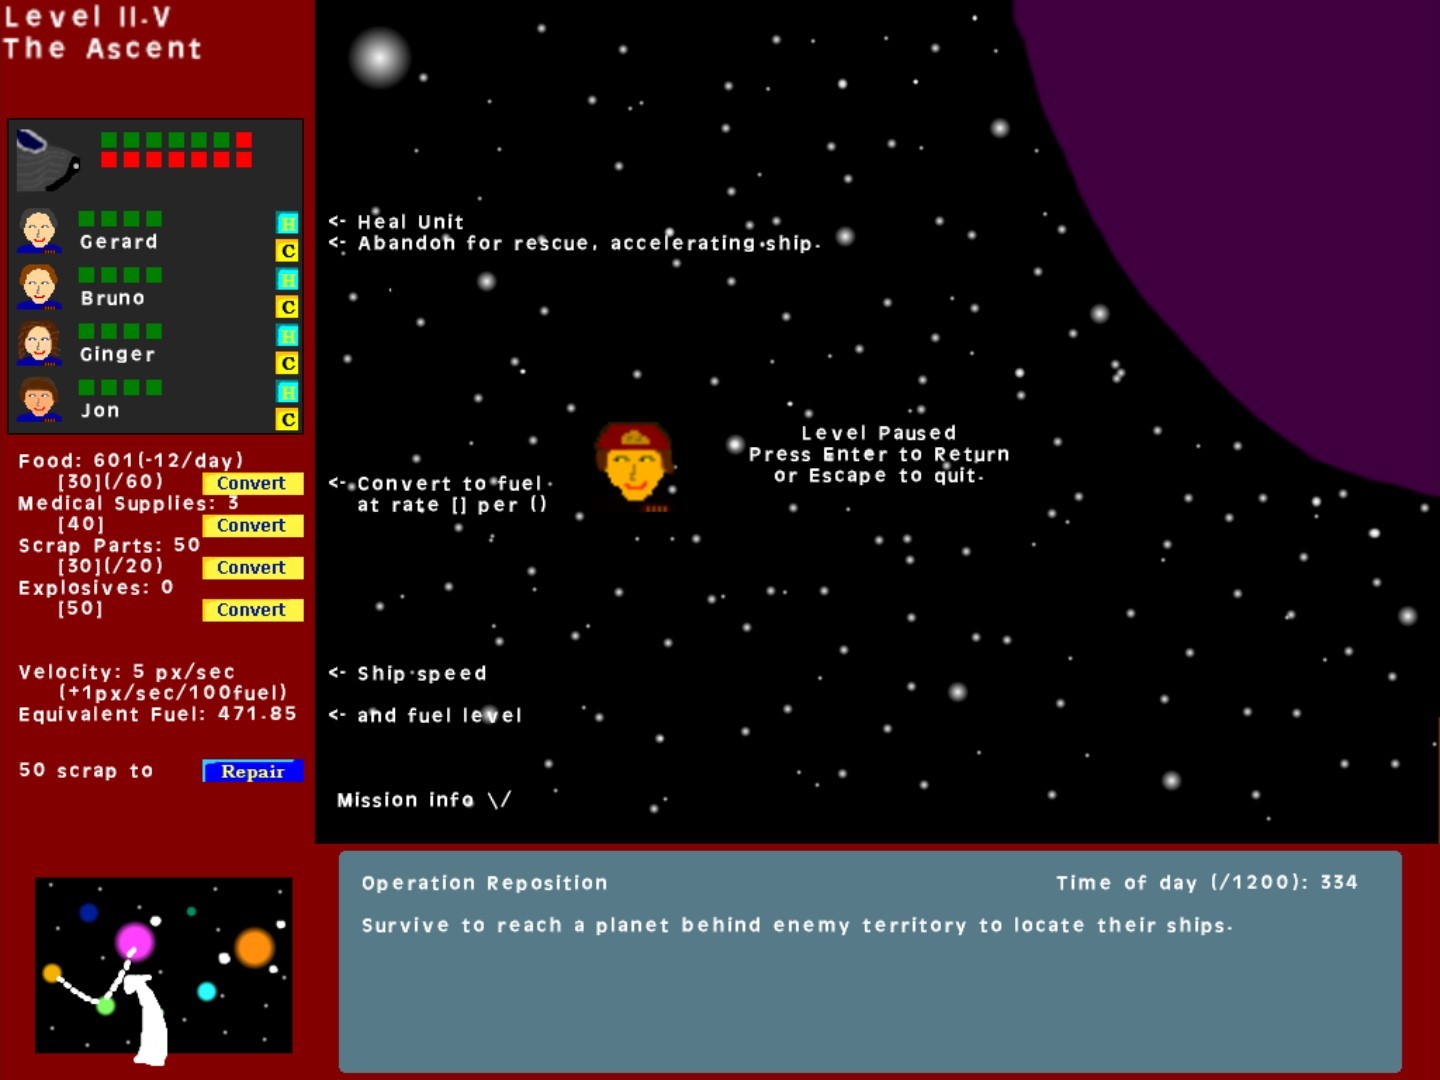 Level II-V
The Ascent
Gerard
H
C
Bruno
H
C
Ginger
H
C
Jon
H
C
Food: 601(-12/day)
[30](/60) Convert
Medical Supplies: 3
[40] Convert
Scrap Parts: 50
[30](/20) Convert
Explosives: 0
[50] Convert
Velocity: 5 px/sec
(+1px/sec/100fuel)
Equivalent Fuel: 471.85
50 scrap to Repair
<- Heal Unit
<- Abandon for rescue, accelerating ship.
Level Paused
Press Enter to Return
or Escape to quit.
<- Convert to fuel
at rate [] per ()
<- Ship speed
<- and fuel level
Mission info \/
Operation Reposition Time of day (/1200): 334
Survive to reach a planet behind enemy territory to locate their ships.